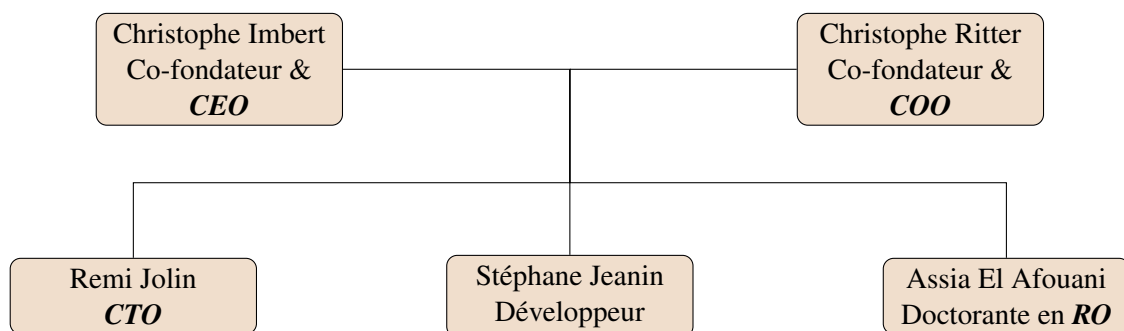 Christophe Imbert
Co-fondateur &
CEO
Christophe Ritter
Co-fondateur &
COO
Remi Jolin
CTO
Stéphane Jeanin
Développeur
Assia El Afouani
Doctorante en RO